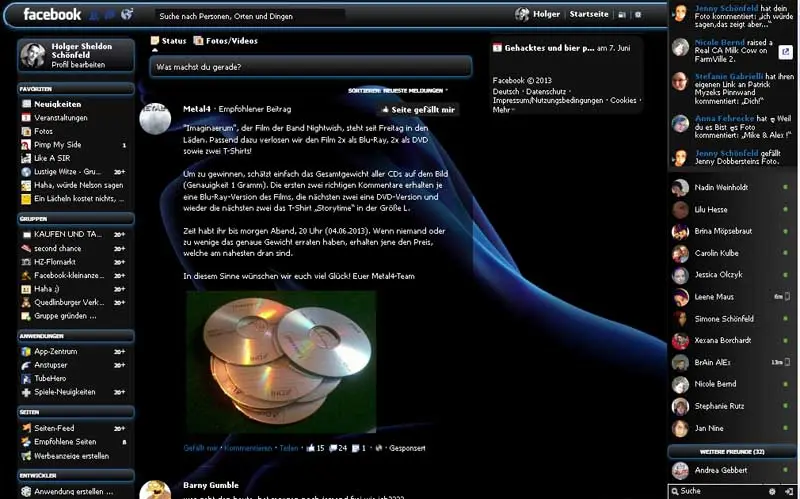 facebook
Suche nach Personen, Orten und Dingen
Holger
Startseite
Holger Sheldon
Schönfeld
Profil bearbeiten
FAVORITEN
Neuigkeiten
Veranstaltungen
Fotos
Pimp My Side 1
Like A SIR
Lustige Witze - Gru... 20+
Haha, würde Nelson sagen
Ein Lächeln kostet nichts, ...
GRUPPEN
KAUFEN UND TA... 20+
second chance 20+
HZ-Flomarkt 20+
Facebook-kleinanze... 20+
Haha ;) 20+
Quedlinburger Verk... 20+
Gruppe gründen ...
ANWENDUNGEN
App-Zentrum 20+
Anstupser 20+
TubeHero
Spiele-Neuigkeiten 20+
SEITEN
Seiten-Feed 20+
Empfohlene Seiten 8
Werbeanzeige erstellen
ENTWICKLER
Anwendung erstellen ...
Status
Fotos/Videos
Was machst du gerade?
SORTIEREN: NEUESTE MELDUNGEN
Metal4 · Empfohlener Beitrag
Seite gefällt mir
"Imaginaerum", der Film der Band Nightwish, steht seit Freitag in den
Läden. Passend dazu verlosen wir den Film 2x als Blu-Ray, 2x als DVD
sowie zwei T-Shirts!
Um zu gewinnen, schätzt einfach das Gesamtgewicht aller CDs auf dem Bild
(Genauigkeit 1 Gramm). Die ersten zwei richtigen Kommentare erhalten je
eine Blu-Ray-Version des Films, die nächsten zwei eine DVD-Version und
wieder die nächsten zwei das T-Shirt „Storytime" in der Größe L.
Zeit habt ihr bis morgen Abend, 20 Uhr (04.06.2013). Wenn niemand oder
zu wenige das genaue Gewicht erraten haben, erhalten jene den Preis,
welche am nahesten dran sind.
In diesem Sinne wünschen wir euch viel Glück! Euer Metal4-Team
Gefällt mir · Kommentieren · Teilen · 15 24 1 · Gesponsert
Barny Gumble
Gehacktes und bier p... am 7. Juni
Facebook © 2013
Deutsch · Datenschutz ·
Impressum/Nutzungsbedingungen · Cookies ·
Mehr
Jenny Schönfeld hat dein
Foto kommentiert: „ich würde
sagen,das zeigt aber..."
Nicole Bernd raised a
Real CA Milk Cow on
FarmVille 2.
Stefanie Gabrielli hat ihren
eigenen Link an Patrick
Myzeks Pinnwand
kommentiert: „Dich!"
Anna Fehrecke hat Weil
du es Bist Fotos
kommentiert: „Mike & Alex !"
Jenny Schönfeld gefällt
Jenny Dobbersteins Foto.
Nadin Weinholdt
Lilu Hesse
Brina Möpsebraut
Carolin Kulbe
Jessica Olczyk
Leene Maus 6m
Simone Schönfeld
Xexana Borchardt
BrAin AlEx 13m
Nicole Bernd
Stephanie Rutz
Jan Nine
WEITERE FREUNDE (32)
Andrea Gebbert
Suche